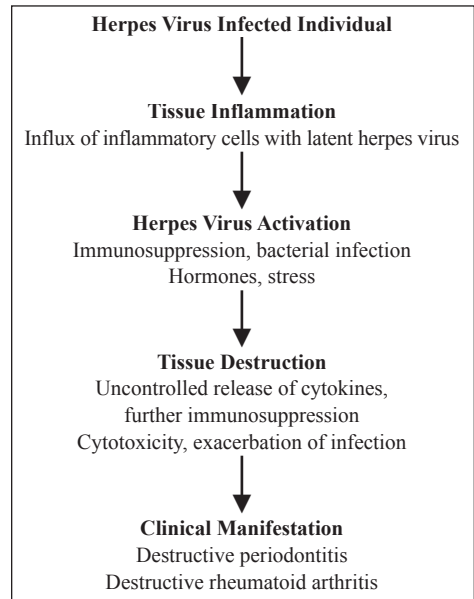 Herpes Virus Infected Individual
Tissue Inflammation
Influx of inflammatory cells with latent herpes virus
Herpes Virus Activation
Immunosuppression, bacterial infection
Hormones, stress
Tissue Destruction
Uncontrolled release of cytokines,
further immunosuppression
Cytotoxicity, exacerbation of infection
Clinical Manifestation
Destructive periodontitis
Destructive rheumatoid arthritis